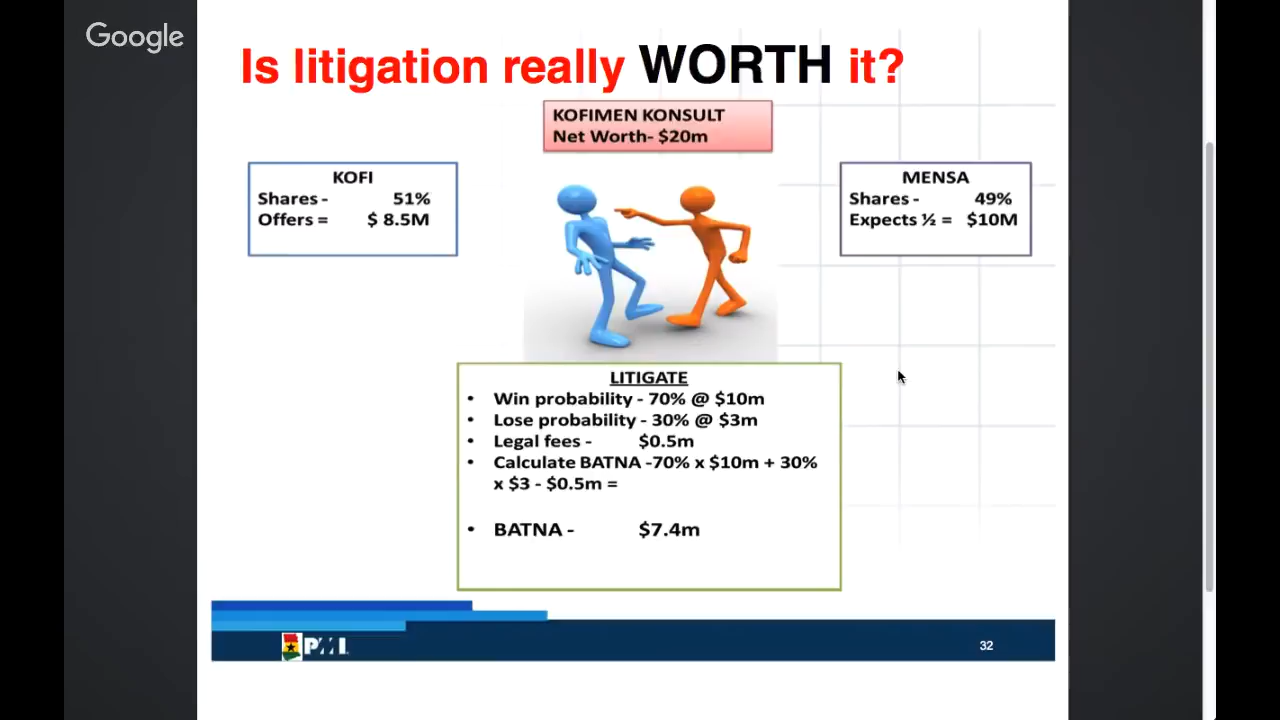 Google
Is litigation really WORTH it?
KOFIMEN KONSULT
Net Worth- $20m
KOFI
Shares - 51%
Offers = $ 8.5M
MENSA
Shares - 49%
Expects ½ = $10M
LITIGATE
• Win probability - 70% @ $10m
• Lose probability - 30% @ $3m
• Legal fees - $0.5m
• Calculate BATNA -70% x $10m + 30%
x $3 - $0.5m =
• BATNA - $7.4m
PMI
32